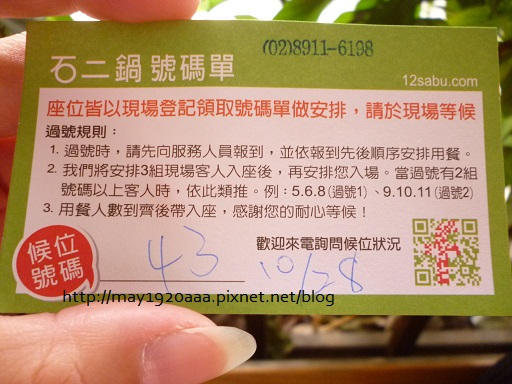 (02)8911-6198
石二鍋 號碼單
12sabu.com
座位皆以現場登記領取號碼單做安排，請於現場等候
過號規則：
1. 過號時，請先向服務人員報到，並依報到先後順序安排用餐。
2. 我們將安排3組現場客人入座後，再安排您入場。當過號有2組
號碼以上客人時，依此類推。例：5.6.8(過號1)、9.10.11(過號2)
3. 用餐人數到齊後帶入座，感謝您的耐心等候！
候位
號碼
43
歡迎來電詢問候位狀況
10/28
http://may1920aaa.pixnet.net/blog